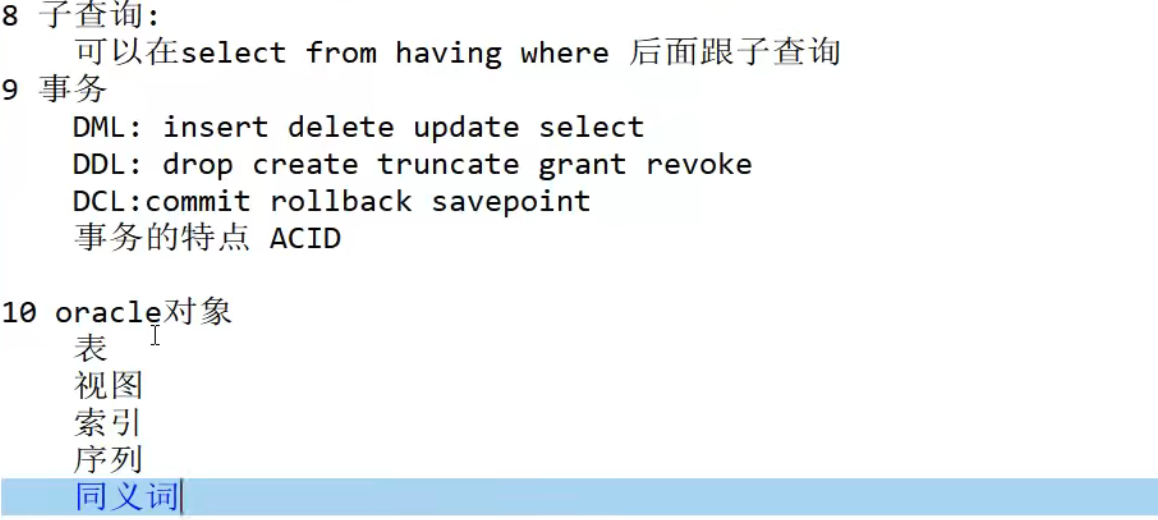 8 子查询:
可以在select from having where 后面跟子查询
9 事务
DML: insert delete update select
DDL: drop create truncate grant revoke
DCL:commit rollback savepoint
事务的特点 ACID
10 oracle对象
表
视图
索引
序列
同义词